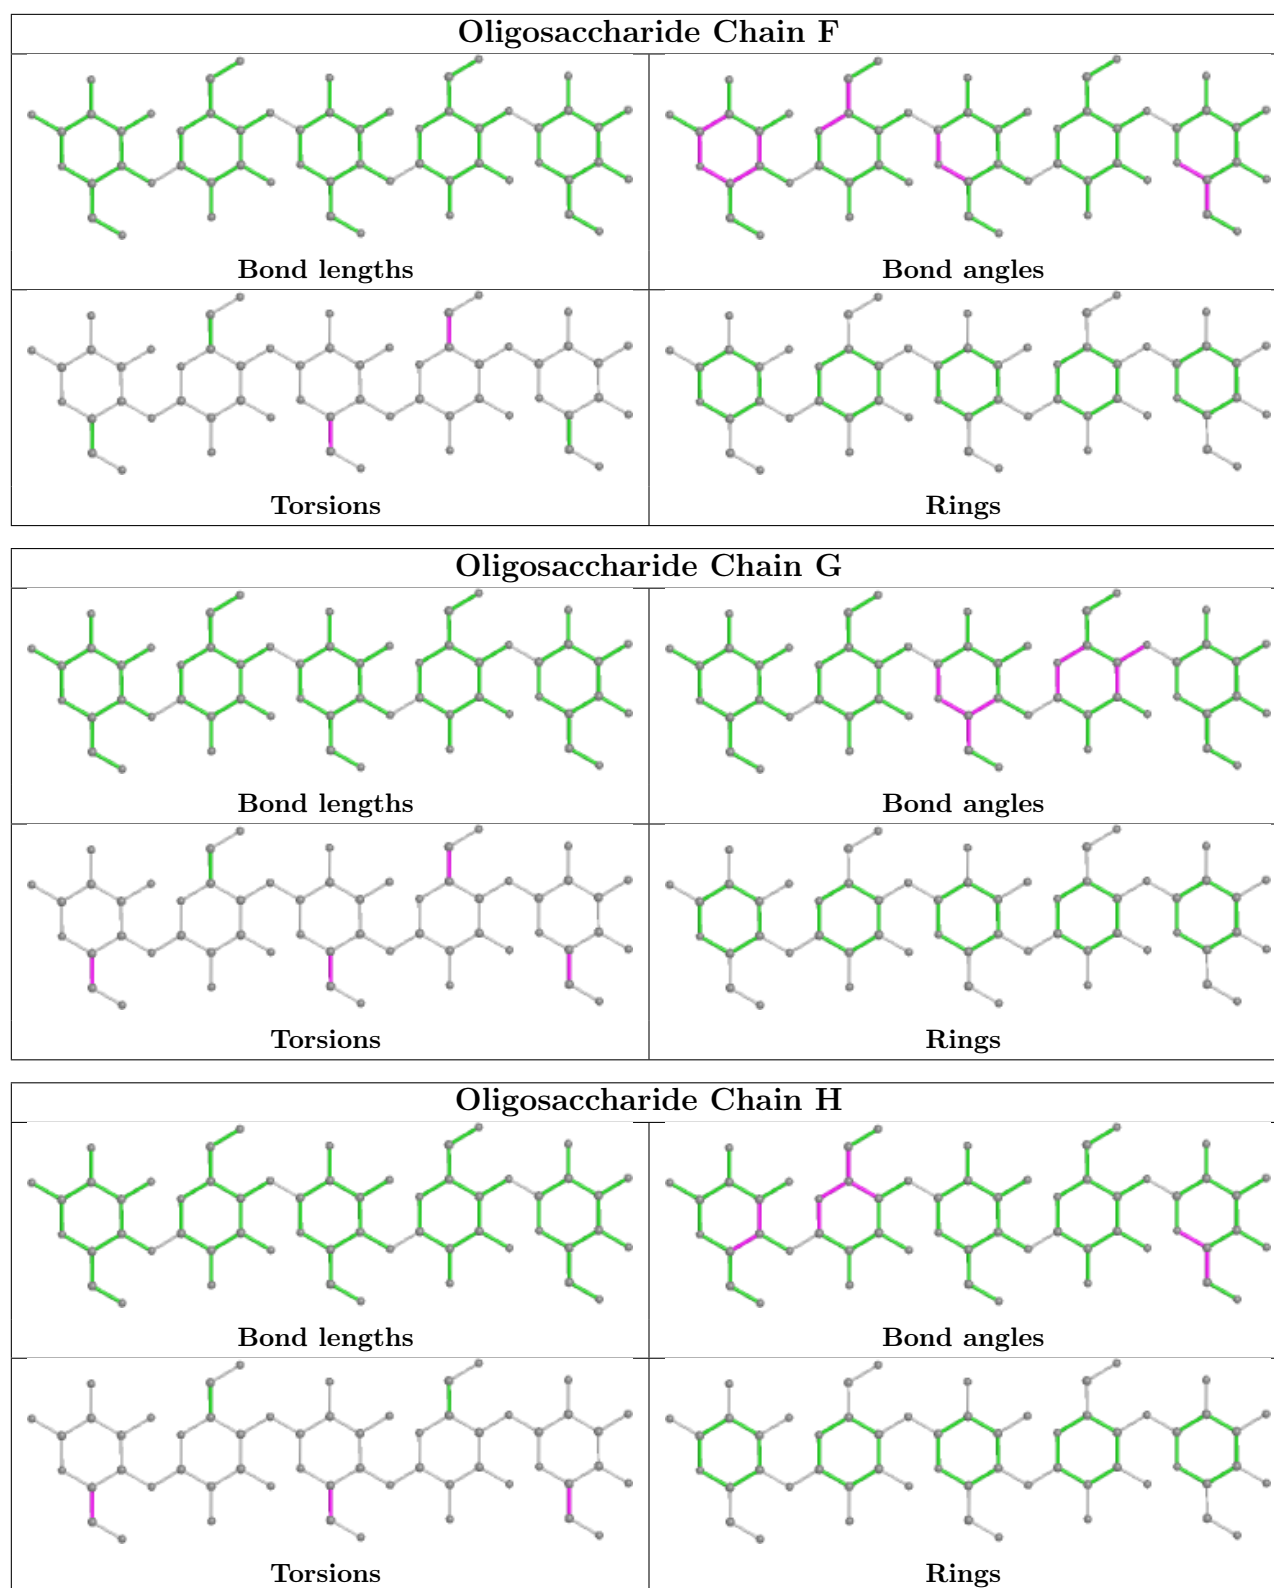 Oligosaccharide Chain F
Bond lengths
Bond angles
Torsions
Rings
Oligosaccharide Chain G
Bond lengths
Bond angles
Torsions
Rings
Oligosaccharide Chain H
Bond lengths
Bond angles
Torsions
Rings